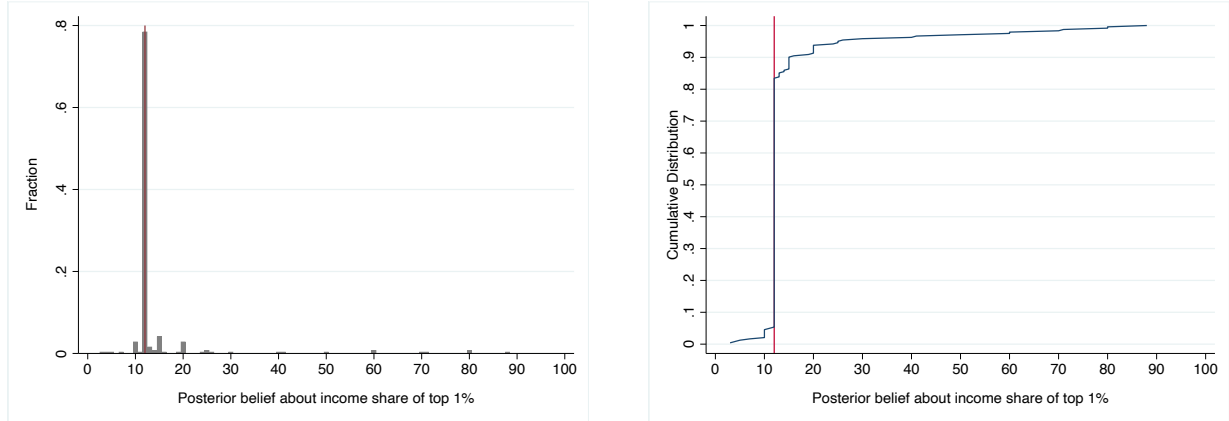 Fraction
.8
.6
.4
.2
0
0 10 20 30 40 50 60 70 80 90 100
Posterior belief about income share of top 1%
Cumulative Distribution
1
.9
.8
.7
.6
.5
.4
.3
.2
.1
0
0 10 20 30 40 50 60 70 80 90 100
Posterior belief about income share of top 1%